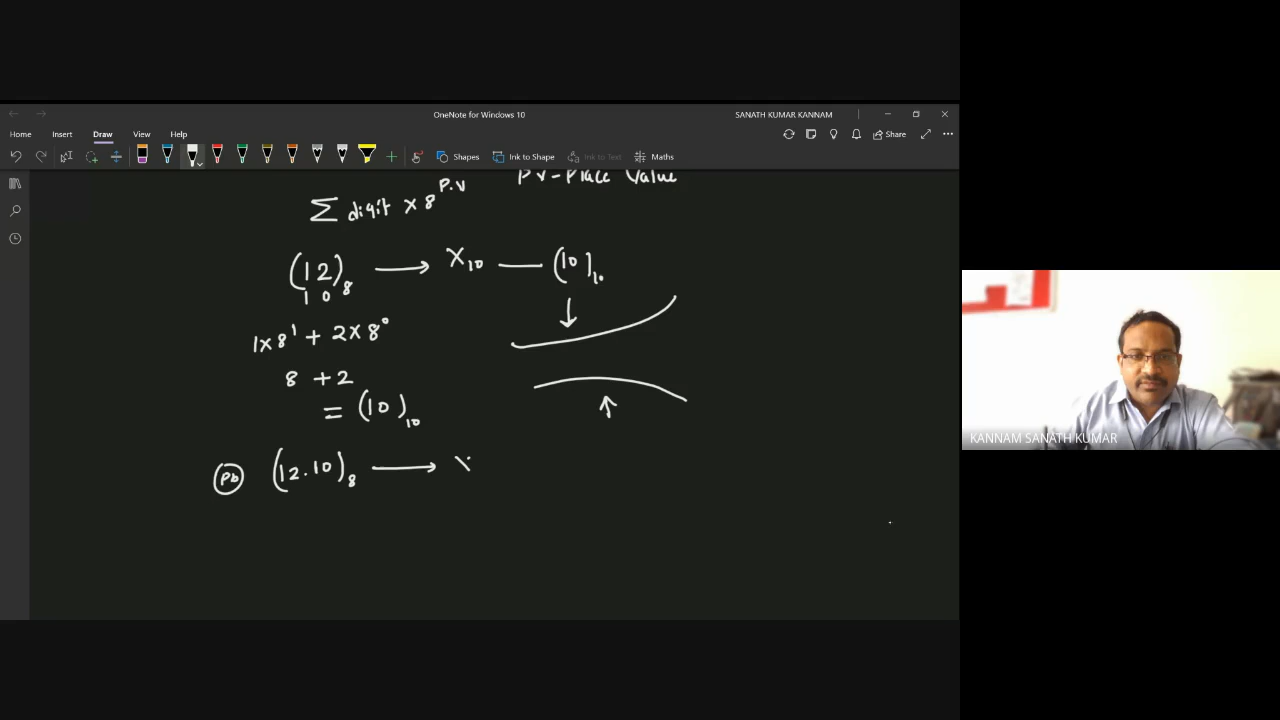 OneNote for Windows 10
SANATH KUMAR KANNAM
Home Insert Draw View Help
Share
Shapes Ink to Shape Ink to Text Maths
PV-Place Value
Σ digit × 8^P.V
(12)₈ → X₁₀ — (10)₁₀
1 0
1×8¹ + 2×8⁰
8 + 2
= (10)₁₀
Pb (12.10)₈ →
KANNAM SANATH KUMAR